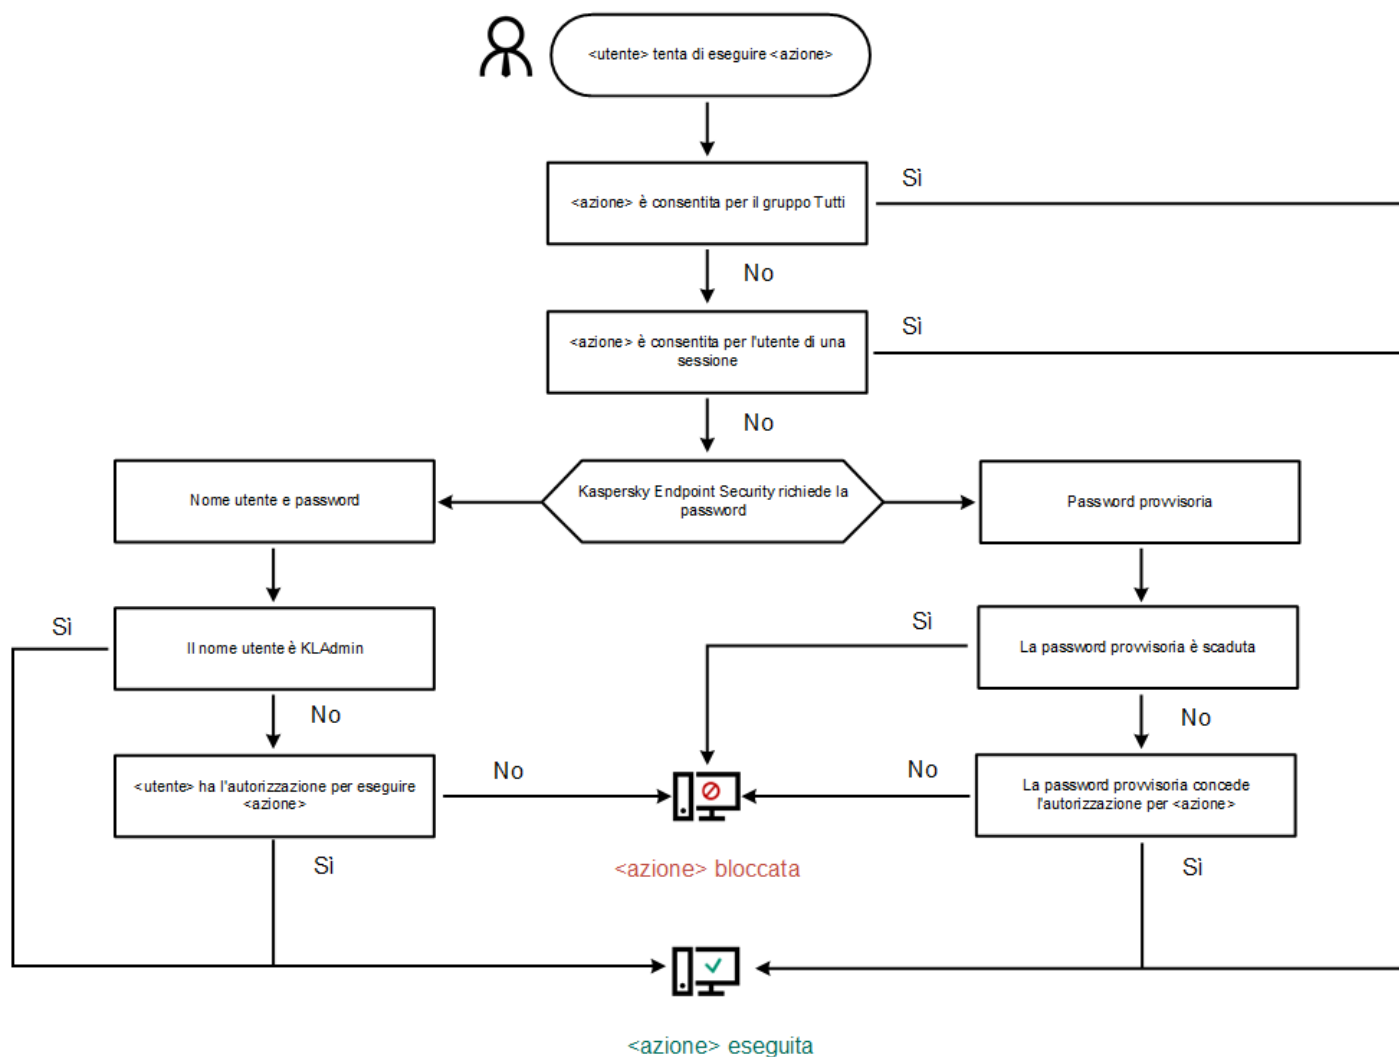 <utente> tenta di eseguire <azione>
Sì
<azione> è consentita per il gruppo Tutti
No
Sì
<azione> è consentita per l'utente di una
sessione
No
Nome utente e password
Kaspersky Endpoint Security richiede la
password
Password provvisoria
Sì
Il nome utente è KLAdmin
Sì
La password provvisoria è scaduta
No
No
<utente> ha l'autorizzazione per eseguire
<azione>
No
No
La password provvisoria concede
l'autorizzazione per <azione>
Sì
<azione> bloccata
Sì
<azione> eseguita